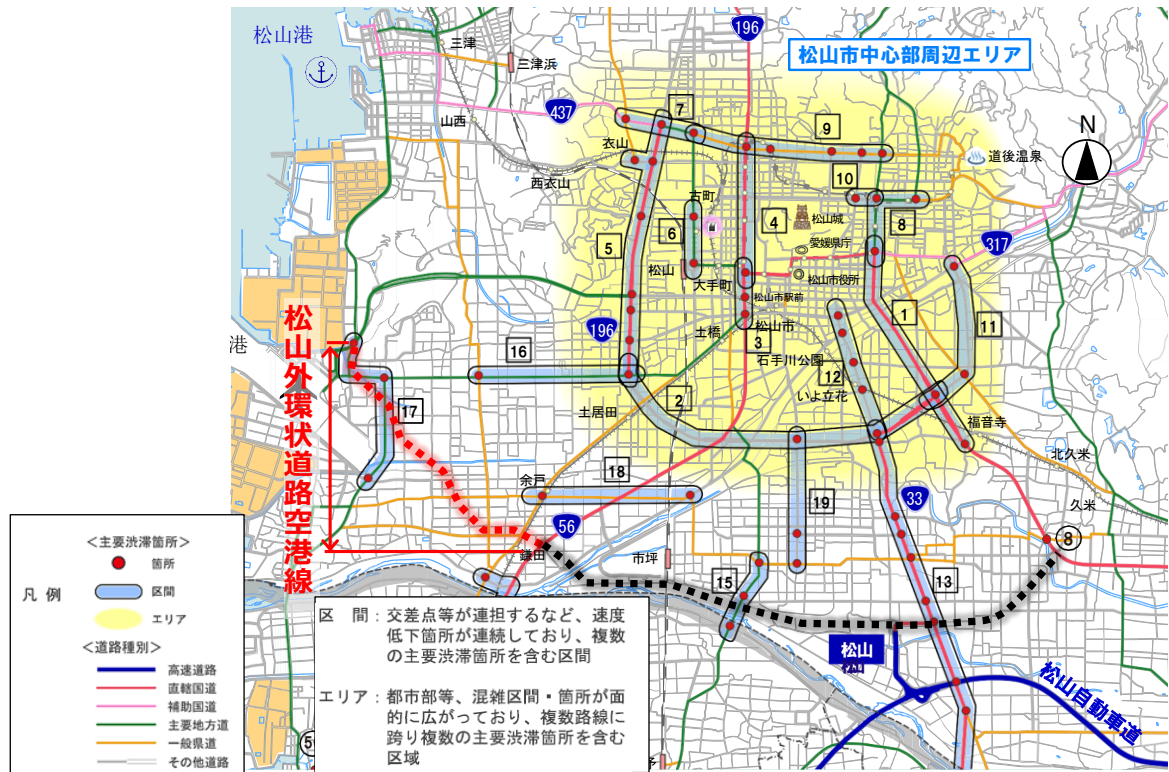 松山港
三津
三津浜
196
松山市中心部周辺エリア
437
山西
7
9
N
衣山
西衣山
道後温泉
10
古町
4
松山城
6
8
愛媛県庁
317
5
松山
大手町
松山市役所
松山市駅前
1
11
196
土橋
松山市
3
石手川公園
港
16
12
いよ立花
2
土居田
17
福音寺
北久米
松山外環状道路空港線
18
余戸
久米
19
33
56
8
鎌田
市坪
15
13
松山
松山自動車道
凡 例
<主要渋滞箇所>
箇所
区間
エリア
<道路種別>
高速道路
直轄国道
補助国道
主要地方道
一般県道
その他道路
区 間:交差点等が連担するなど、速度
低下箇所が連続しており、複数
の主要渋滞箇所を含む区間
エリア:都市部等、混雑区間・箇所が面
的に広がっており、複数路線に
跨り複数の主要渋滞箇所を含む
区域